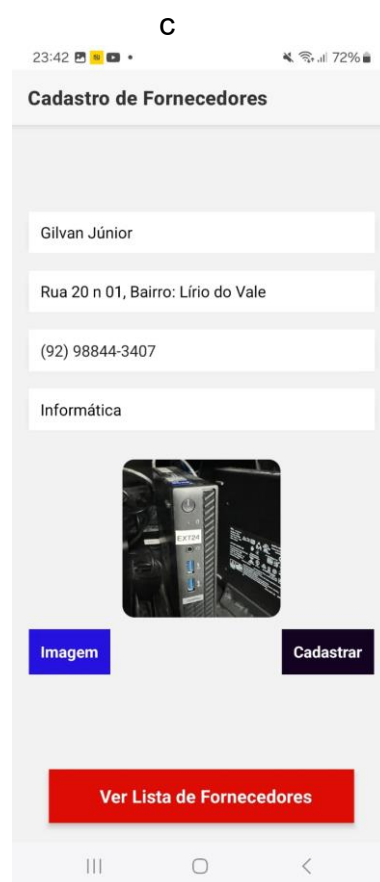 C
23:42
72%
Cadastro de Fornecedores
Gilvan Júnior
Rua 20 n 01, Bairro: Lírio do Vale
(92) 98844-3407
Informática
EXT24
Imagem
Cadastrar
Ver Lista de Fornecedores